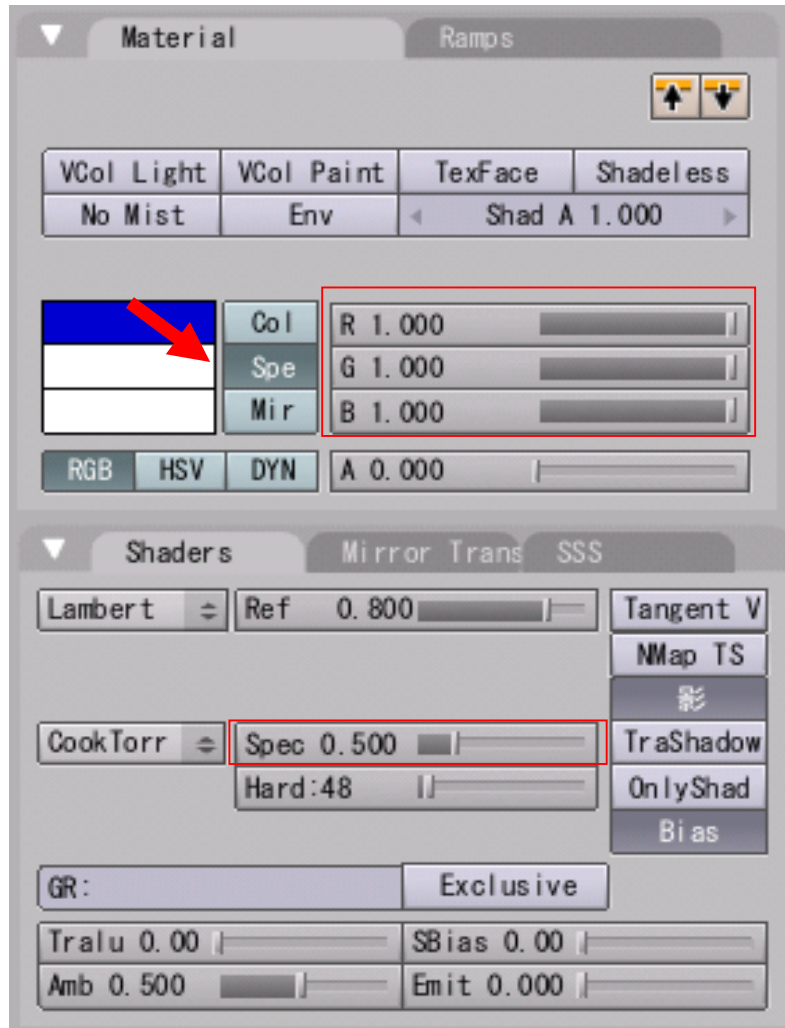 Material Ramps
VCol Light VCol Paint TexFace Shadeless
No Mist Env Shad A 1.000
Col R 1.000
Spe G 1.000
Mir B 1.000
RGB HSV DYN A 0.000
Shaders Mirror Trans SSS
Lambert Ref 0.800 Tangent V
NMap TS
影
CookTorr Spec 0.500 TraShadow
Hard:48 OnlyShad
Bias
GR: Exclusive
Tralu 0.00 SBias 0.00
Amb 0.500 Emit 0.000